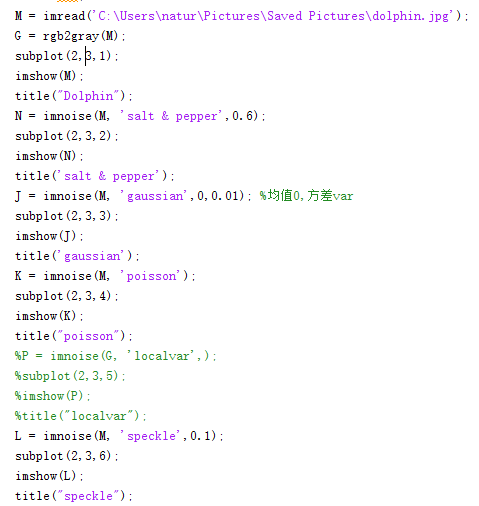 M = imread('C:\Users\natur\Pictures\Saved Pictures\dolphin.jpg');
G = rgb2gray(M);
subplot(2,3,1);
imshow(M);
title("Dolphin");
N = imnoise(M, 'salt & pepper',0.6);
subplot(2,3,2);
imshow(N);
title('salt & pepper');
J = imnoise(M, 'gaussian',0,0.01); %均值0,方差var
subplot(2,3,3);
imshow(J);
title('gaussian');
K = imnoise(M, 'poisson');
subplot(2,3,4);
imshow(K);
title("poisson");
%P = imnoise(G, 'localvar',);
%subplot(2,3,5);
%imshow(P);
%title("localvar");
L = imnoise(M, 'speckle',0.1);
subplot(2,3,6);
imshow(L);
title("speckle");